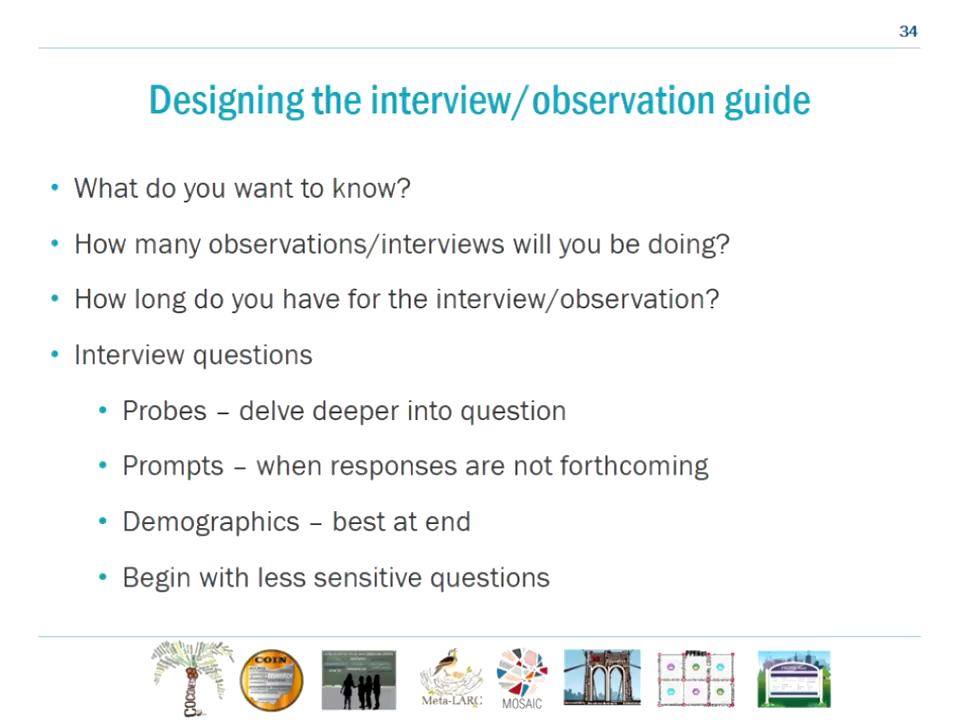 34
Designing the interview/observation guide
• What do you want to know?
• How many observations/interviews will you be doing?
• How long do you have for the interview/observation?
• Interview questions
• Probes – delve deeper into question
• Prompts – when responses are not forthcoming
• Demographics – best at end
• Begin with less sensitive questions
COCONet
COIN
Meta-LARC
MOSAIC
PPRNet